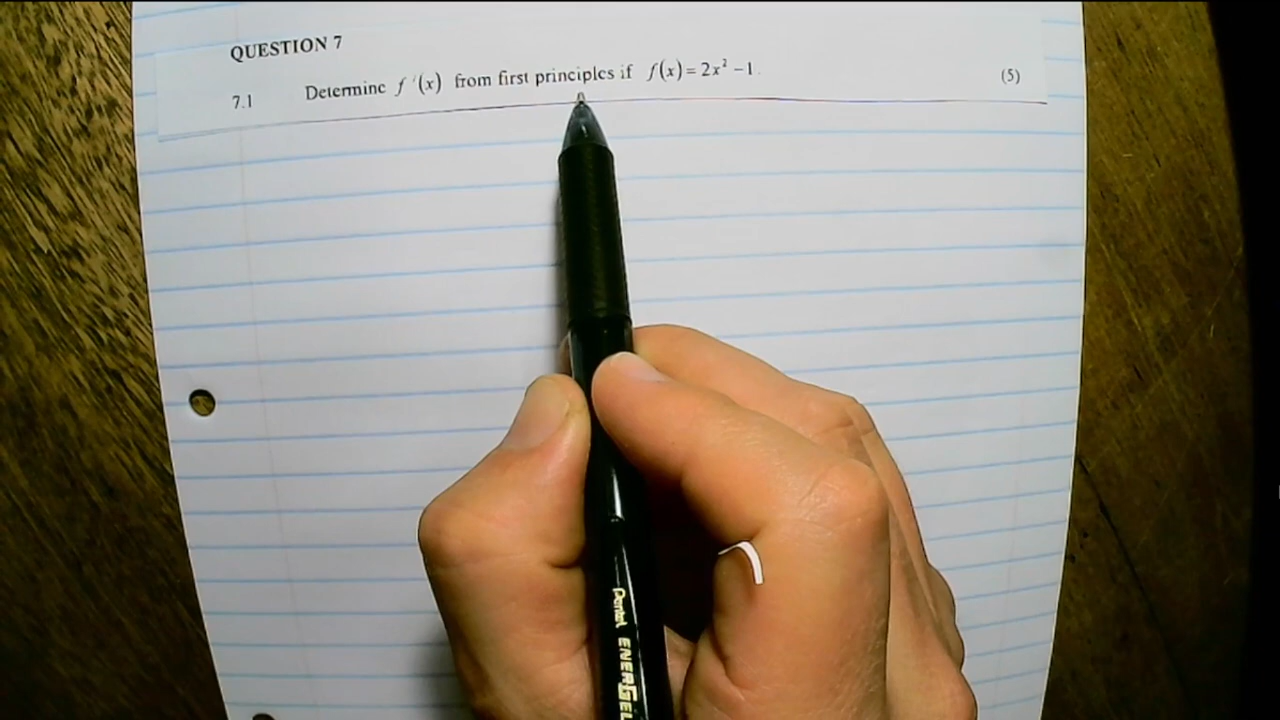 QUESTION 7
7.1 Determine f '(x) from first principles if f(x) = 2x² − 1. (5)
Pentel ENERGEL